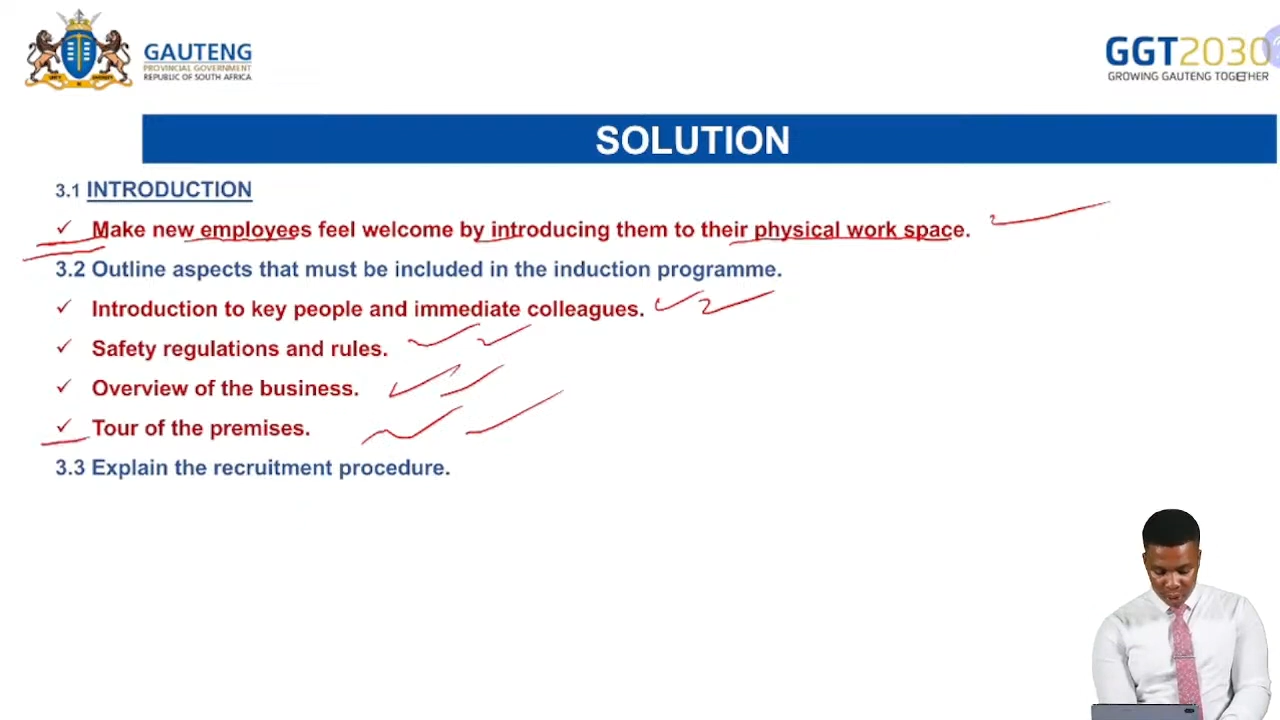 GAUTENG
PROVINCIAL GOVERNMENT
REPUBLIC OF SOUTH AFRICA
GGT2030
GROWING GAUTENG TOGETHER
SOLUTION
3.1 INTRODUCTION
✓ Make new employees feel welcome by introducing them to their physical work space.
3.2 Outline aspects that must be included in the induction programme.
✓ Introduction to key people and immediate colleagues.
✓ Safety regulations and rules.
✓ Overview of the business.
✓ Tour of the premises.
3.3 Explain the recruitment procedure.